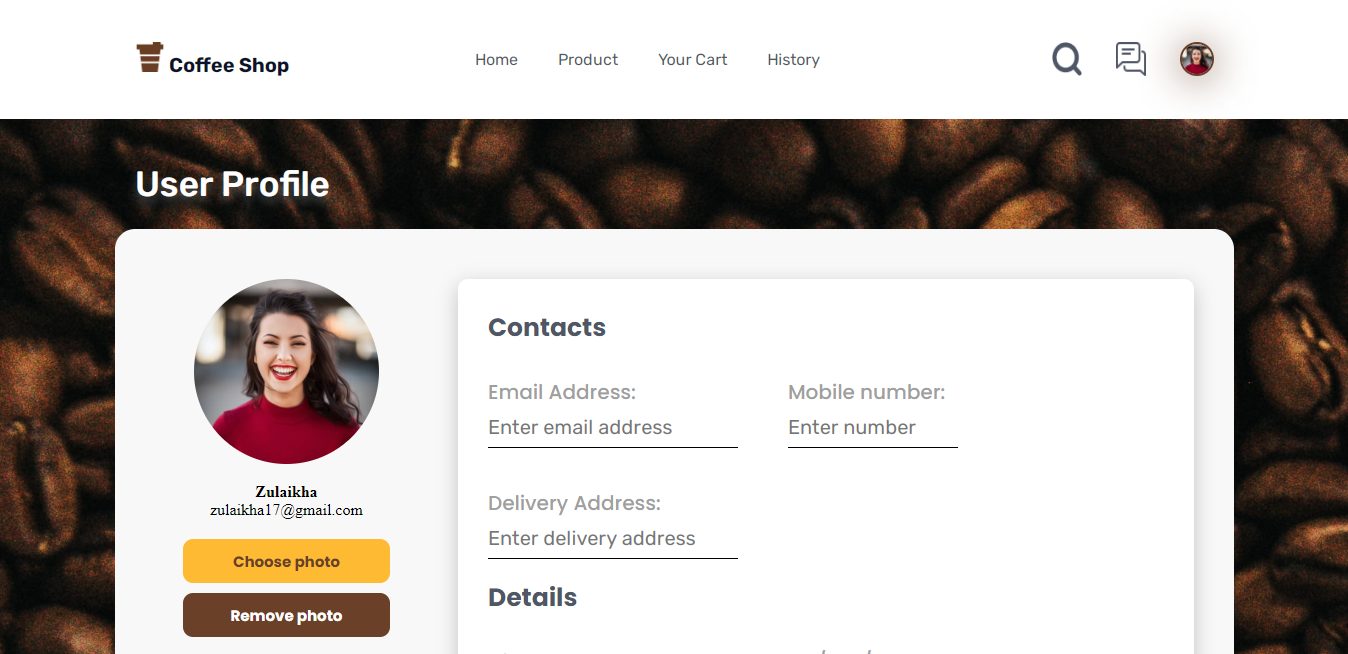 Coffee Shop
Home Product Your Cart History
User Profile
Zulaikha
zulaikha17@gmail.com
Choose photo
Remove photo
Contacts
Email Address: Mobile number:
Enter email address Enter number
Delivery Address:
Enter delivery address
Details